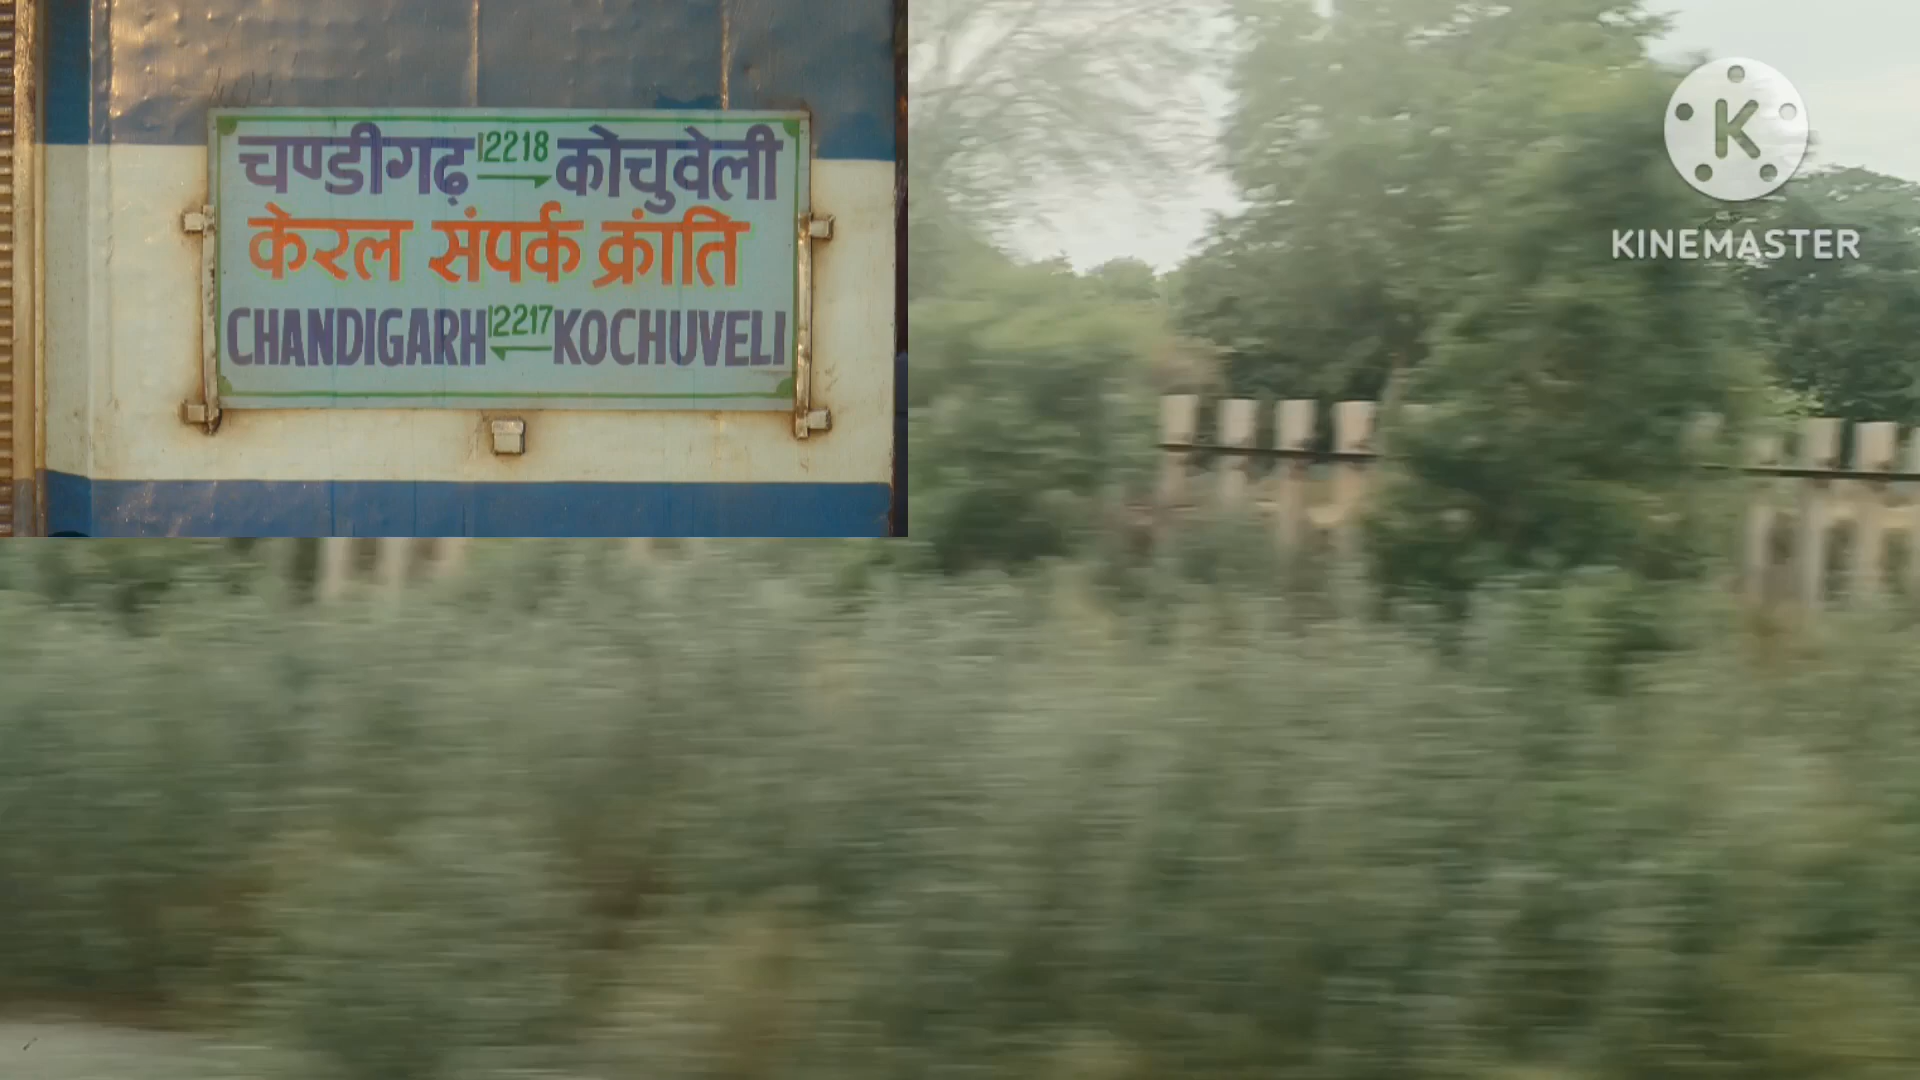 चण्डीगढ़ 12218 कोचुवेली
केरल संपर्क क्रांति
CHANDIGARH 12217 KOCHUVELI
K
KINEMASTER